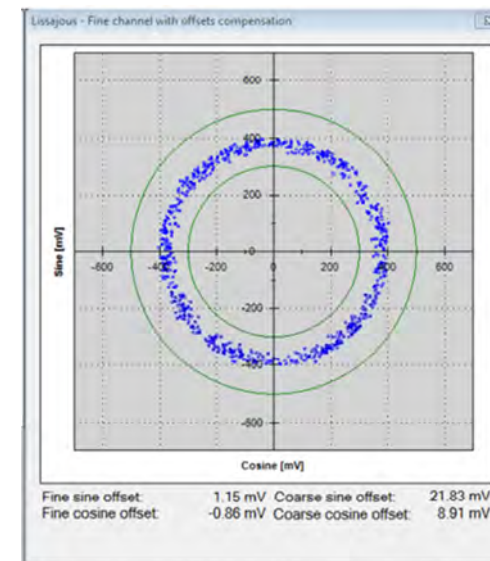 Lissajous - Fine channel with offsets compensation
600
400
200
-600 -400 -200 -0 200 400 600
-200
-400
-600
Sine [mV]
Cosine [mV]
Fine sine offset: 1.15 mV Coarse sine offset: 21.83 mV
Fine cosine offset: -0.86 mV Coarse cosine offset: 8.91 mV